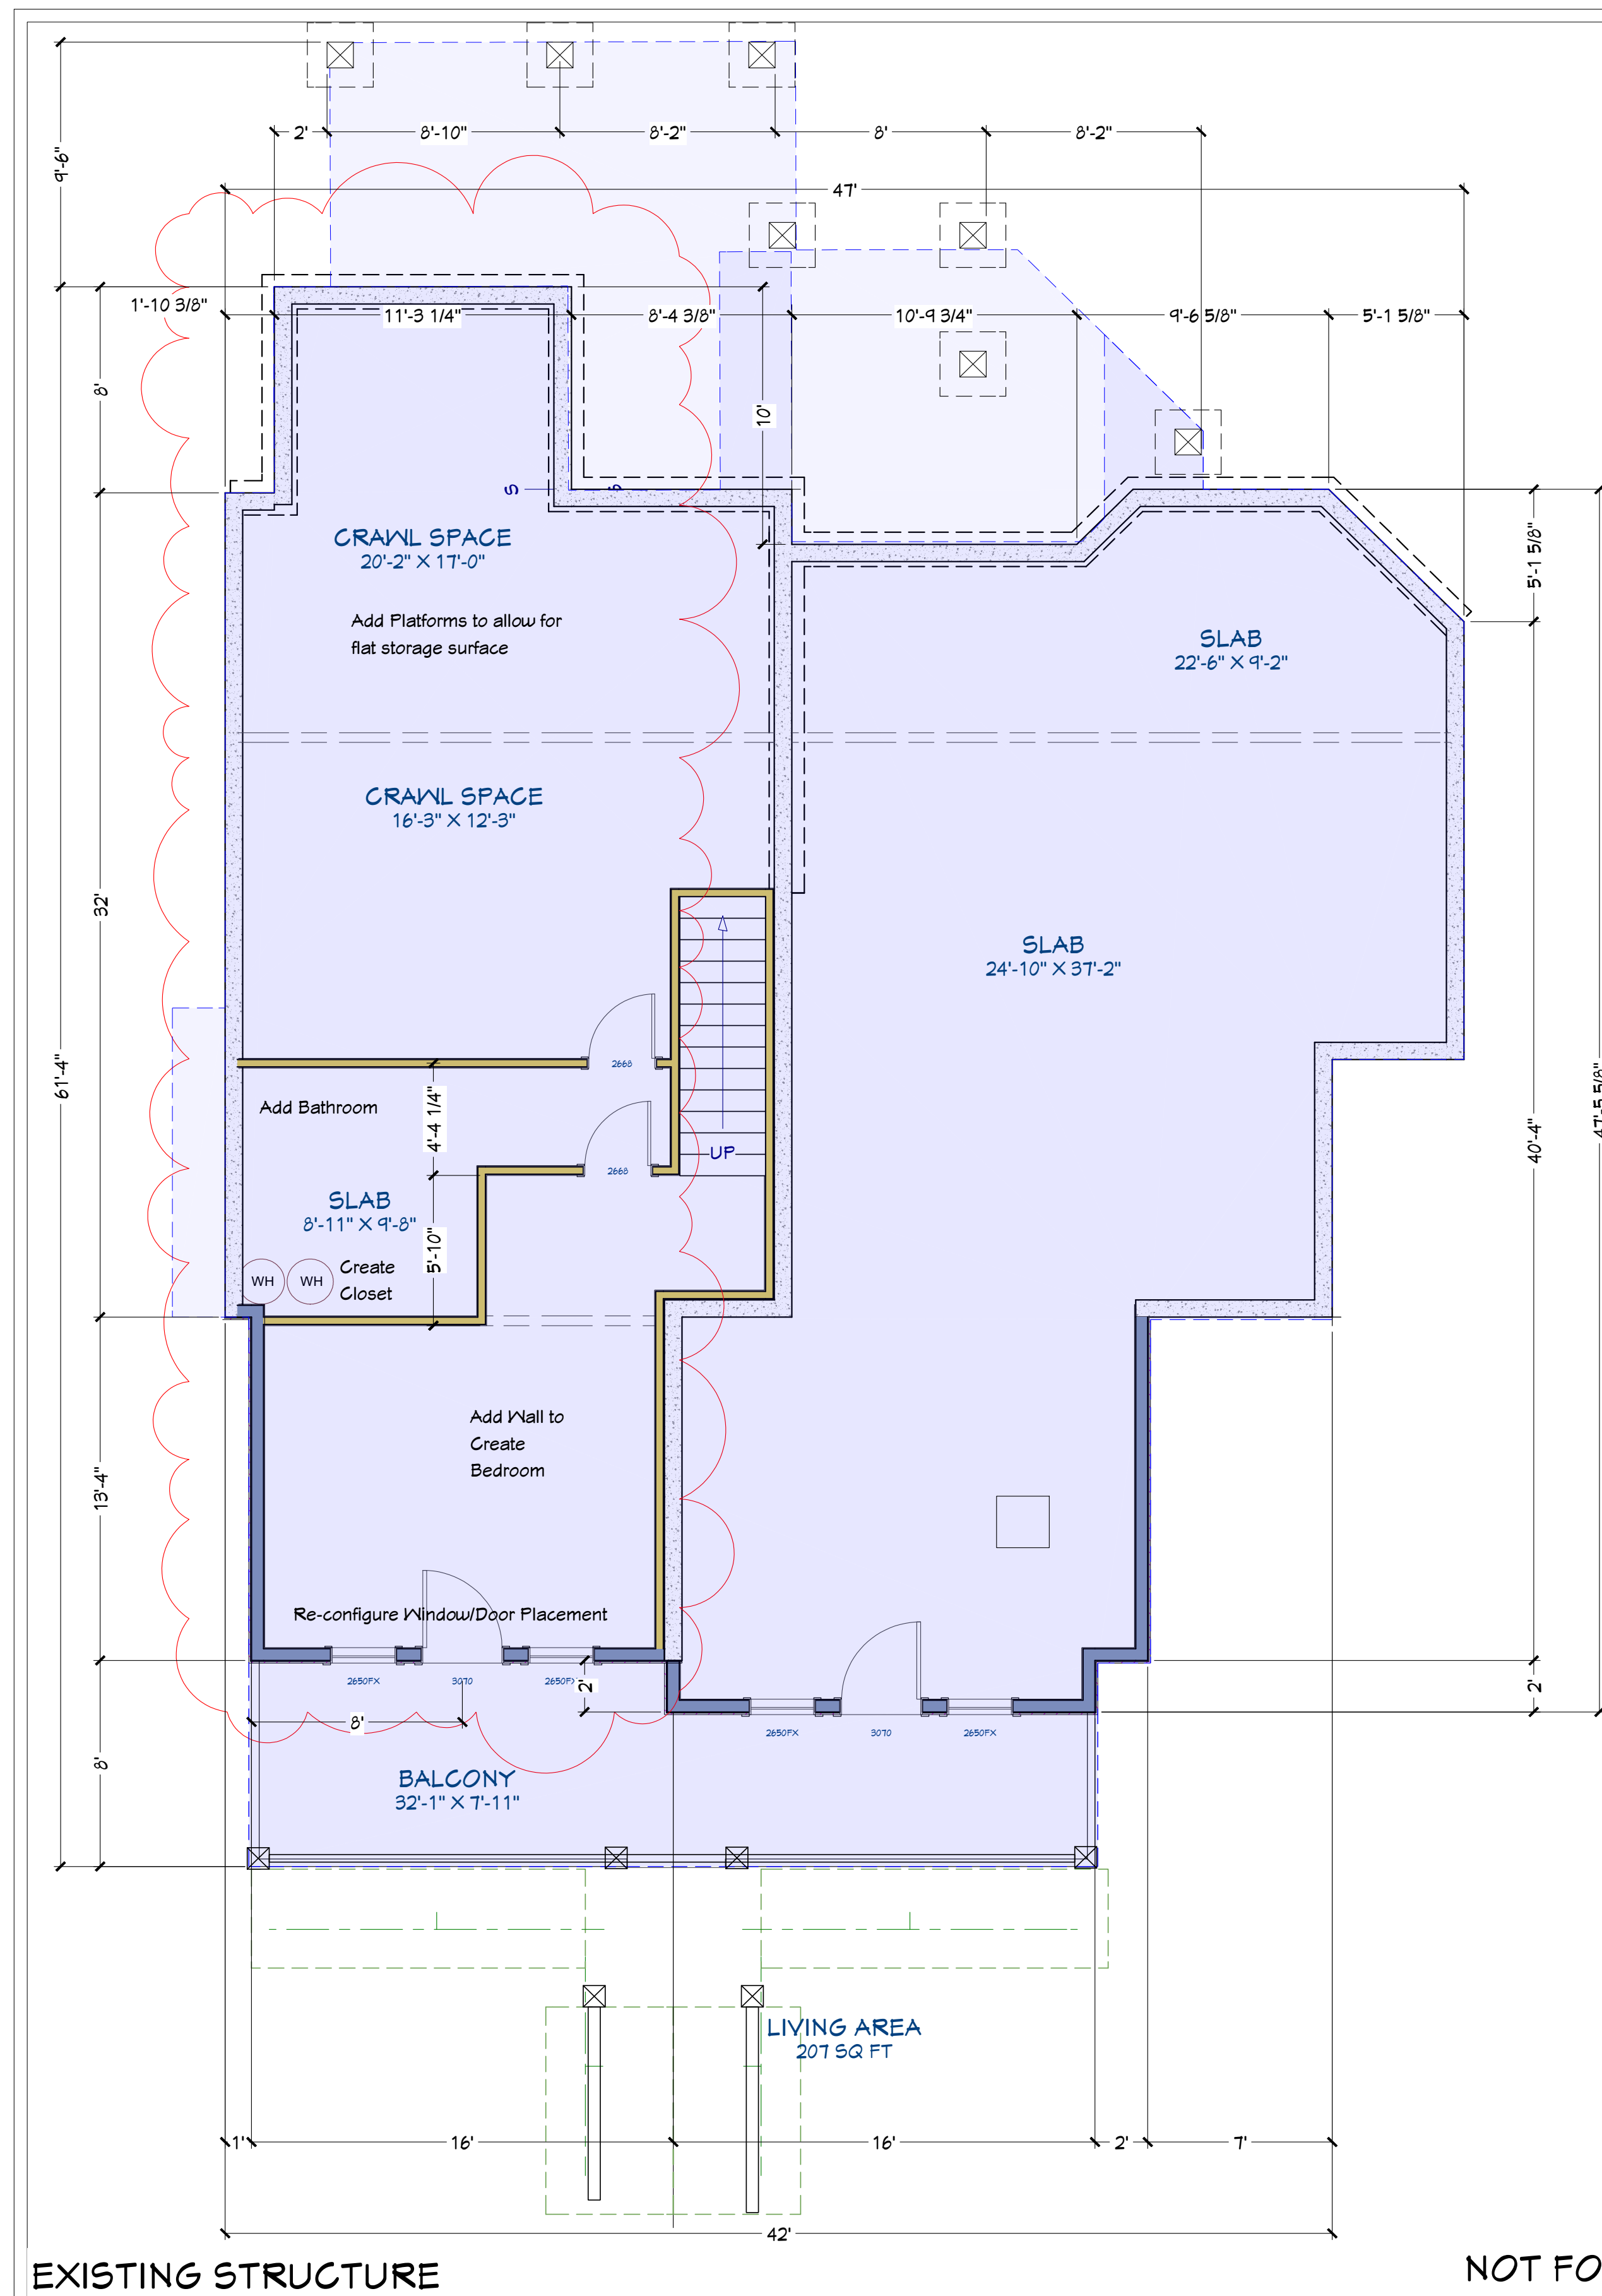 2'
8'-10"
8'-2"
8'
8'-2"
9'-6"
47'
1'-10 3/8"
11'-3 1/4"
8'-4 3/8"
10'-9 3/4"
9'-6 5/8"
5'-1 5/8"
8'
10'
CRAWL SPACE
20'-2" X 17'-0"
5'-1 5/8"
Add Platforms to allow for
flat storage surface
SLAB
22'-6" X 9'-2"
CRAWL SPACE
16'-3" X 12'-3"
32'
SLAB
24'-10" X 37'-2"
61'-4"
2668
47'-5 5/8"
Add Bathroom
4'-4 1/4"
40'-4"
UP
2668
SLAB
8'-11" X 9'-8"
5'-10"
WH
WH
Create
Closet
Add Wall to
Create
Bedroom
13'-4"
Re-configure Window/Door Placement
2650FX
3070
2650FX
2'
2'
8'
2650FX
3070
2650FX
8'
BALCONY
32'-1" X 7'-11"
LIVING AREA
207 SQ FT
1'
16'
16'
2'
7'
42'
EXISTING STRUCTURE
NOT FO